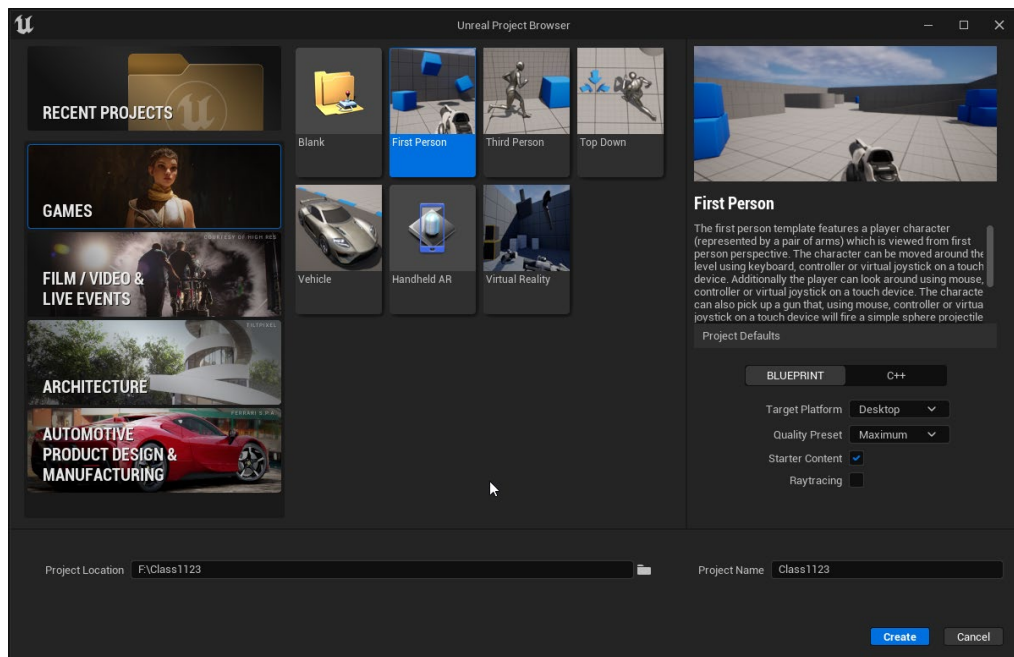 Unreal Project Browser
RECENT PROJECTS
GAMES
COURTESY OF HIGH RES
FILM / VIDEO &
LIVE EVENTS
FILTPIXEL
ARCHITECTURE
FERRARI S.P.A.
AUTOMOTIVE
PRODUCT DESIGN &
MANUFACTURING
Blank
First Person
Third Person
Top Down
Vehicle
Handheld AR
Virtual Reality
First Person
The first person template features a player character
(represented by a pair of arms) which is viewed from first
person perspective. The character can be moved around the
level using keyboard, controller or virtual joystick on a touch
device. Additionally the player can look around using mouse,
controller or virtual joystick on a touch device. The characte
can also pick up a gun that, using mouse, controller or virtua
joystick on a touch device will fire a simple sphere projectile
Project Defaults
BLUEPRINT C++
Target Platform Desktop
Quality Preset Maximum
Starter Content
Raytracing
Project Location F:\Class1123
Project Name Class1123
Create Cancel